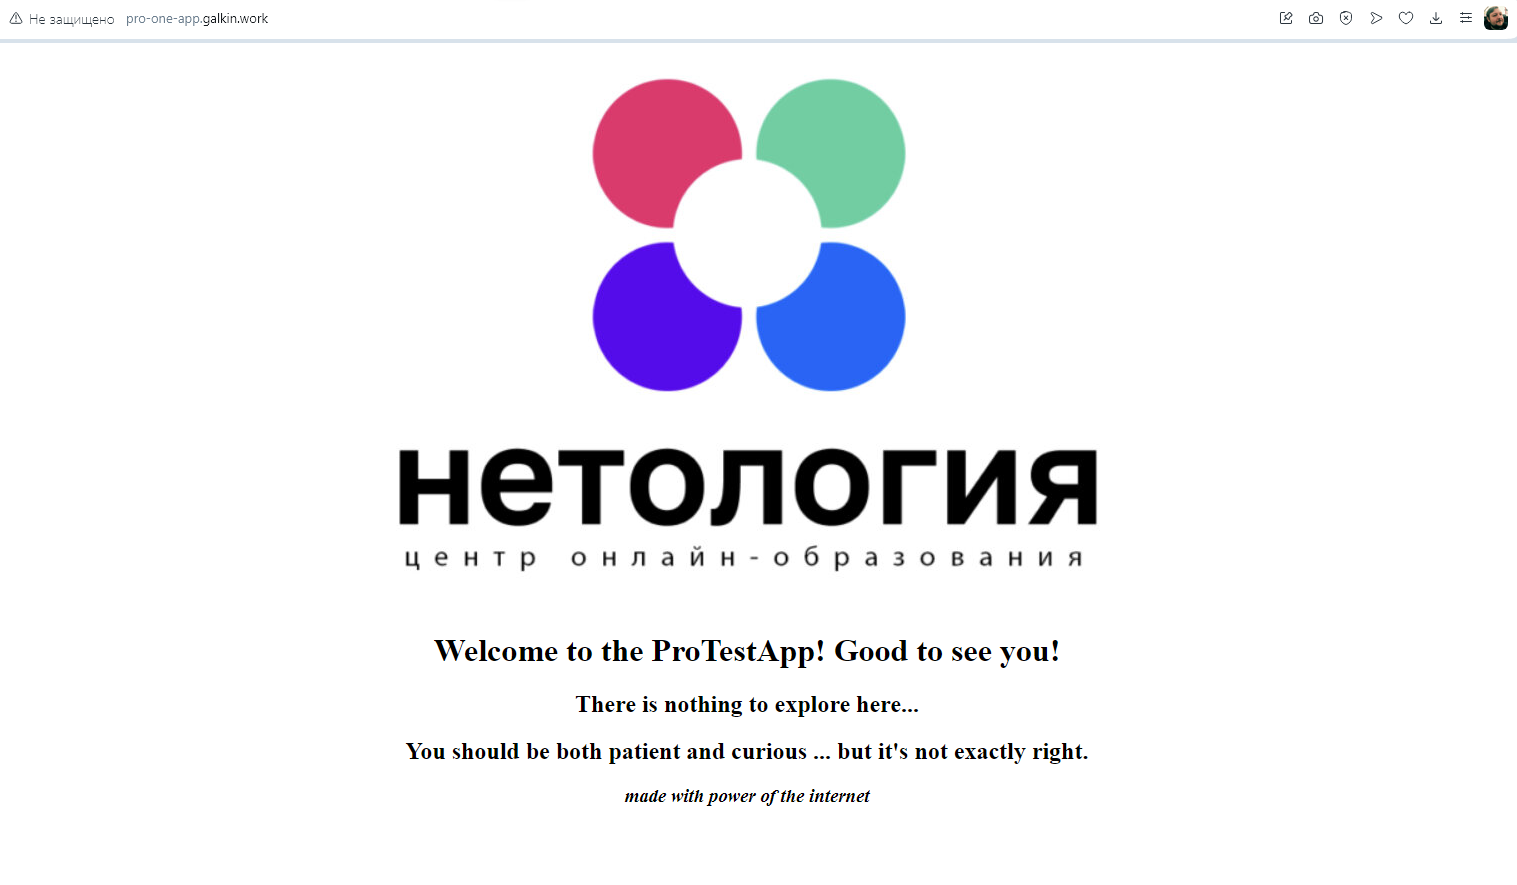 Не защищено pro-one-app.galkin.work
нетология
центр онлайн-образования
Welcome to the ProTestApp! Good to see you!
There is nothing to explore here...
You should be both patient and curious ... but it's not exactly right.
made with power of the internet